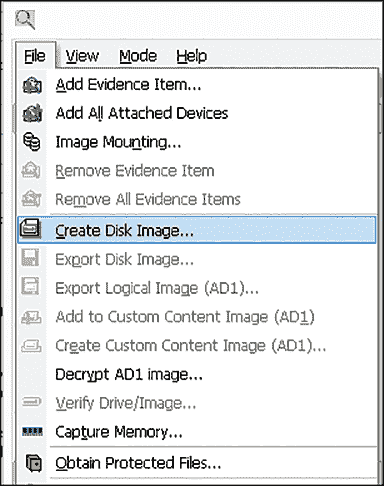 File View Mode Help
Add Evidence Item...
Add All Attached Devices
Image Mounting...
Remove Evidence Item
Remove All Evidence Items
Create Disk Image...
Export Disk Image...
Export Logical Image (AD1)...
Add to Custom Content Image (AD1)
Create Custom Content Image (AD1)...
Decrypt AD1 image...
Verify Drive/Image...
Capture Memory...
Obtain Protected Files...